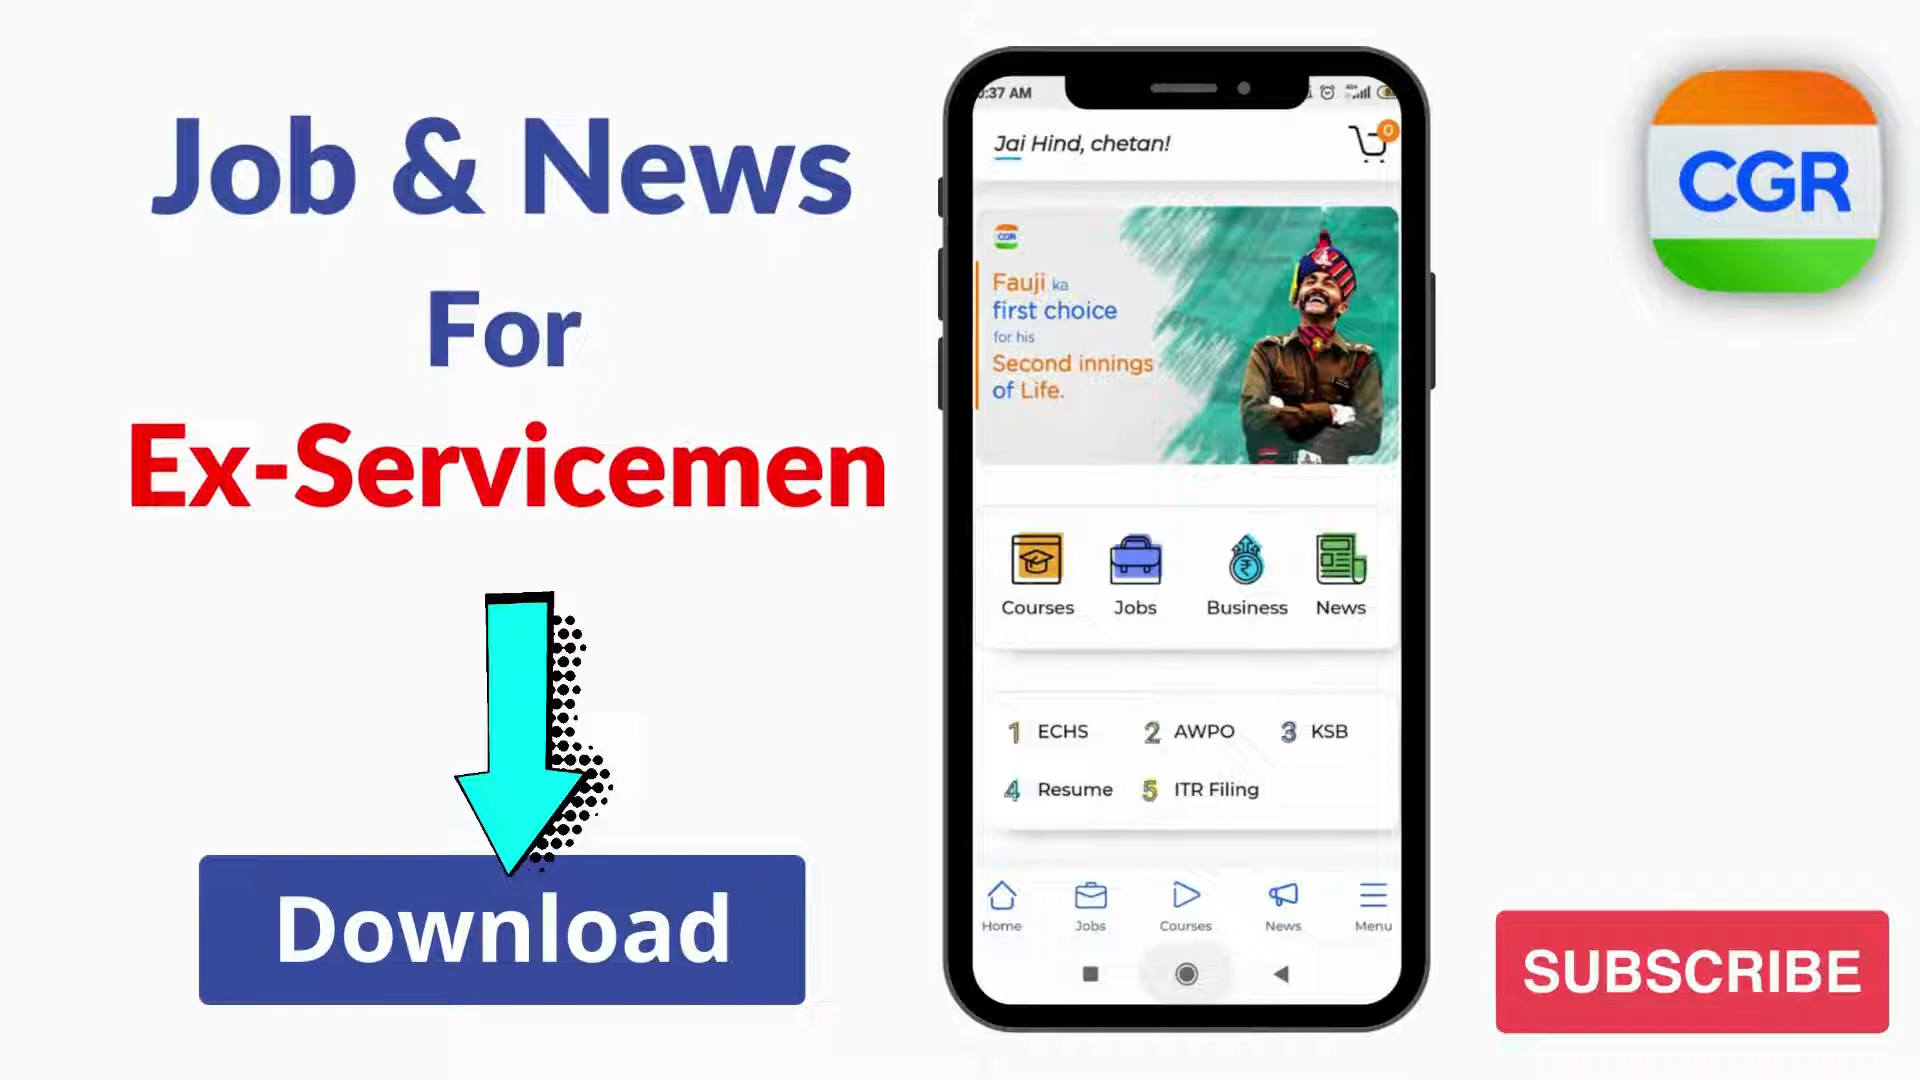 Job & News
For
Ex-Servicemen
Download
:37 AM
Jai Hind, chetan!
0
CGR
Fauji ka
first choice
for his
Second innings
of Life.
Courses Jobs Business News
1 ECHS 2 AWPO 3 KSB
4 Resume 5 ITR Filing
Home Jobs Courses News Menu
CGR
SUBSCRIBE